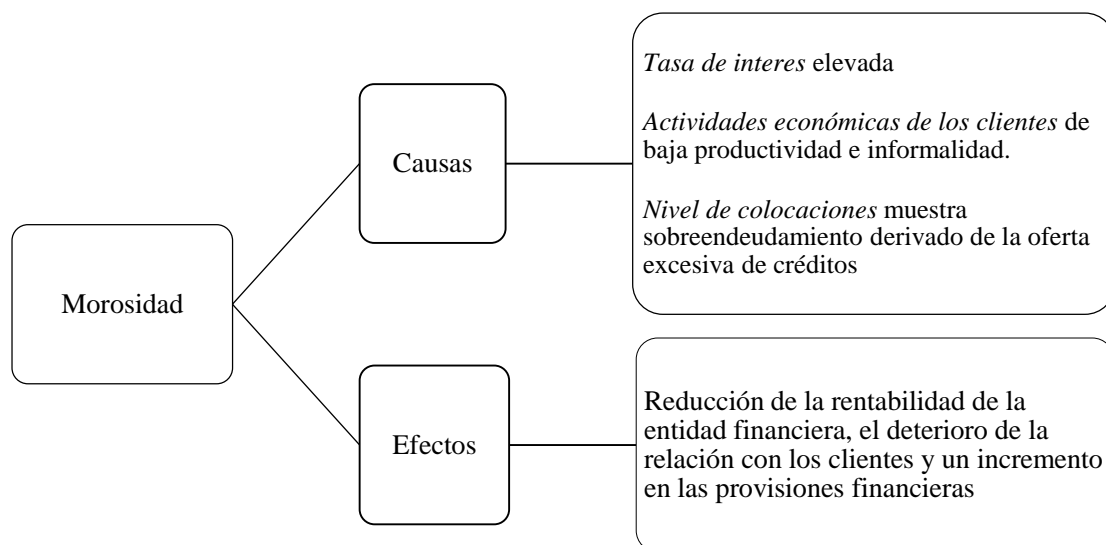 Morosidad
Causas
Tasa de interes elevada
Actividades económicas de los clientes de
baja productividad e informalidad.
Nivel de colocaciones muestra
sobreendeudamiento derivado de la oferta
excesiva de créditos
Efectos
Reducción de la rentabilidad de la
entidad financiera, el deterioro de la
relación con los clientes y un incremento
en las provisiones financieras